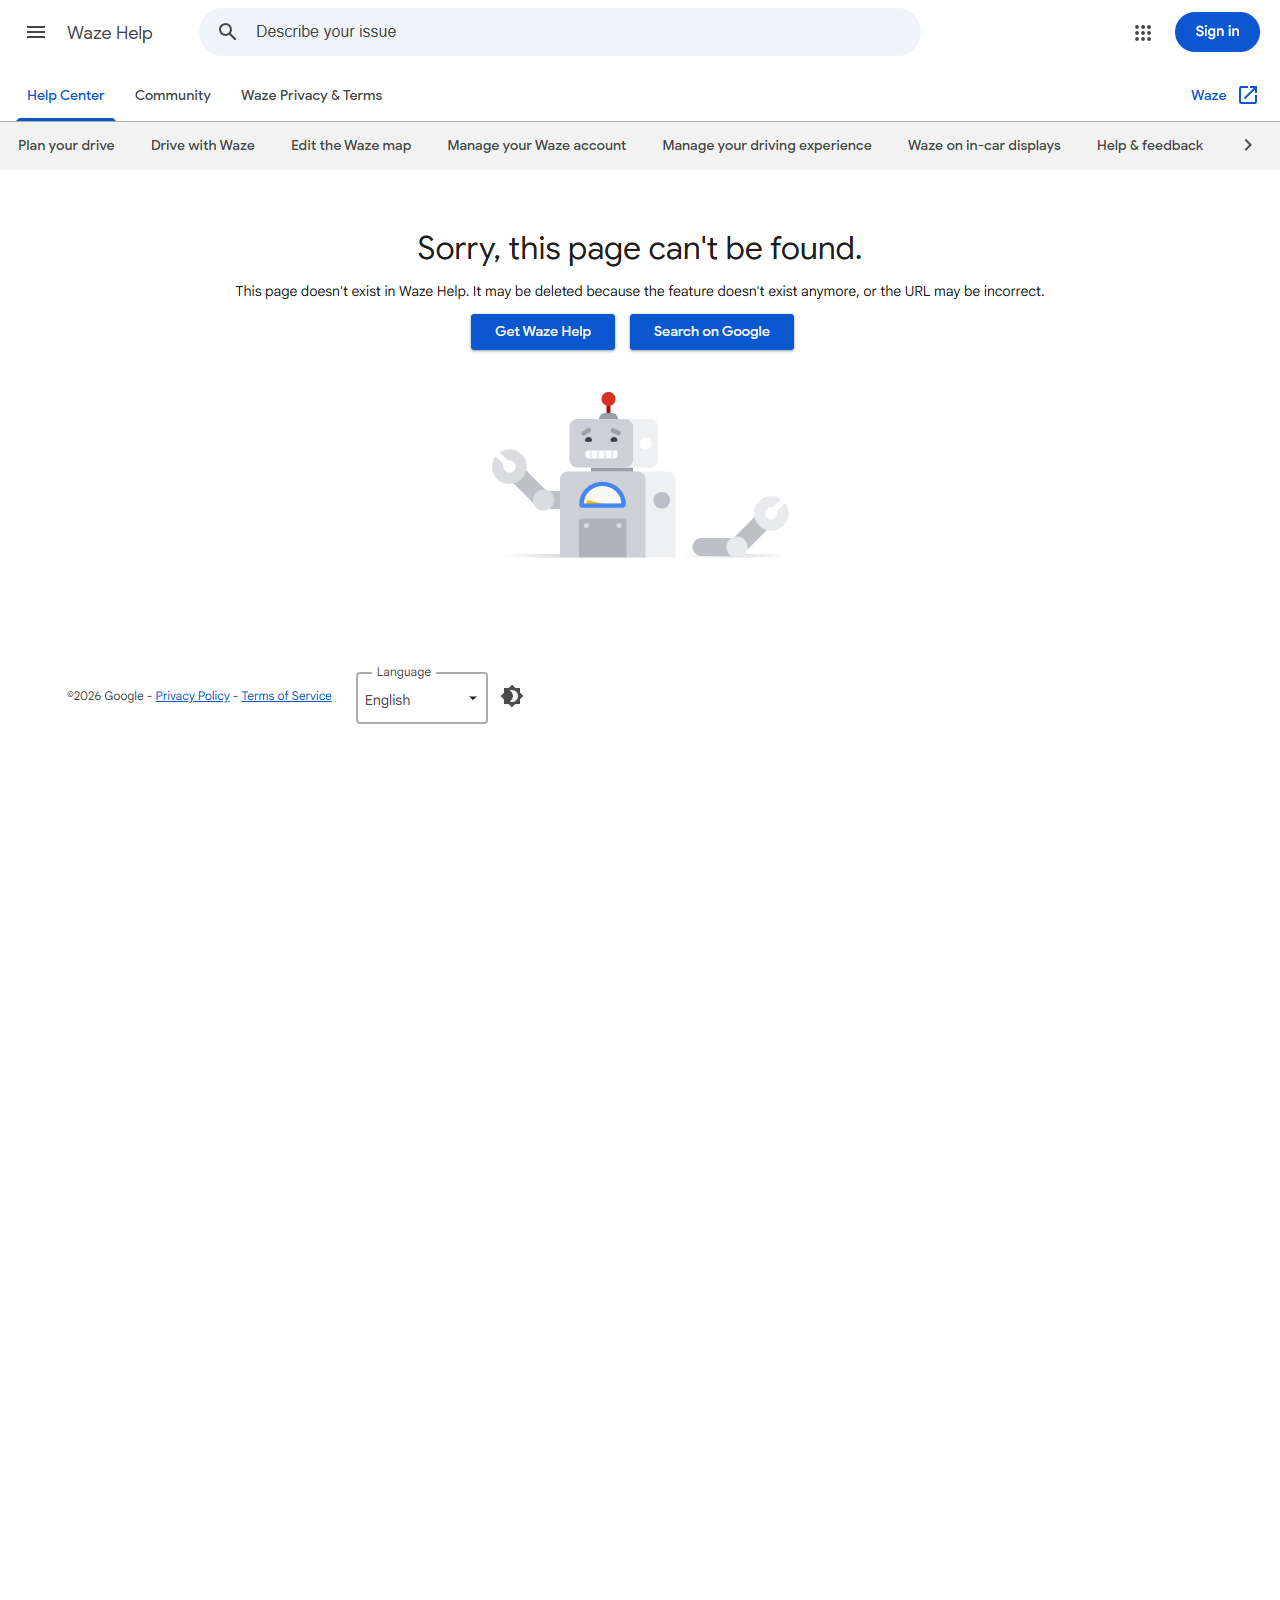 Waze Help
Describe your issue
Sign in
Help Center
Community
Waze Privacy & Terms
Waze
Plan your drive
Drive with Waze
Edit the Waze map
Manage your Waze account
Manage your driving experience
Waze on in-car displays
Help & feedback
Sorry, this page can't be found.
This page doesn't exist in Waze Help. It may be deleted because the feature doesn't exist anymore, or the URL may be incorrect.
Get Waze Help
Search on Google
©2026 Google - Privacy Policy - Terms of Service
Language
English